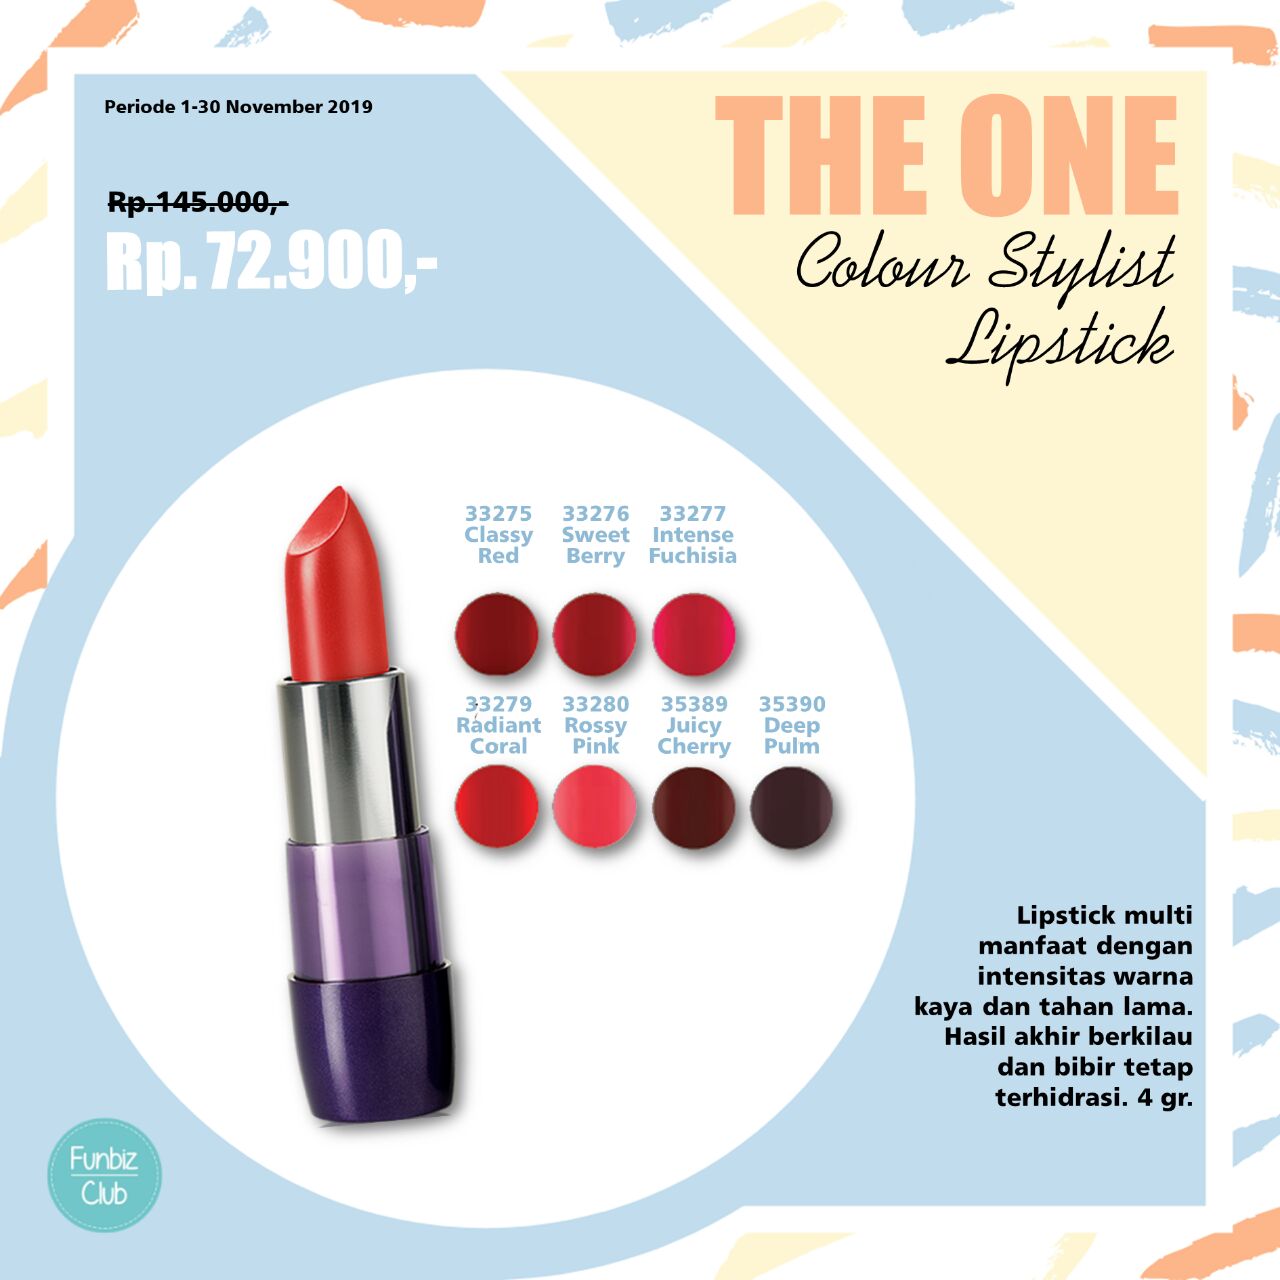 Periode 1-30 November 2019
Rp.145.000,-
Rp. 72.900,-
THE ONE
Colour Stylist
Lipstick
33275
Classy
Red
33276
Sweet
Berry
33277
Intense
Fuchisia
33279
Radiant
Coral
33280
Rossy
Pink
35389
Juicy
Cherry
35390
Deep
Pulm
Lipstick multi
manfaat dengan
intensitas warna
kaya dan tahan lama.
Hasil akhir berkilau
dan bibir tetap
terhidrasi. 4 gr.
Funbiz
Club